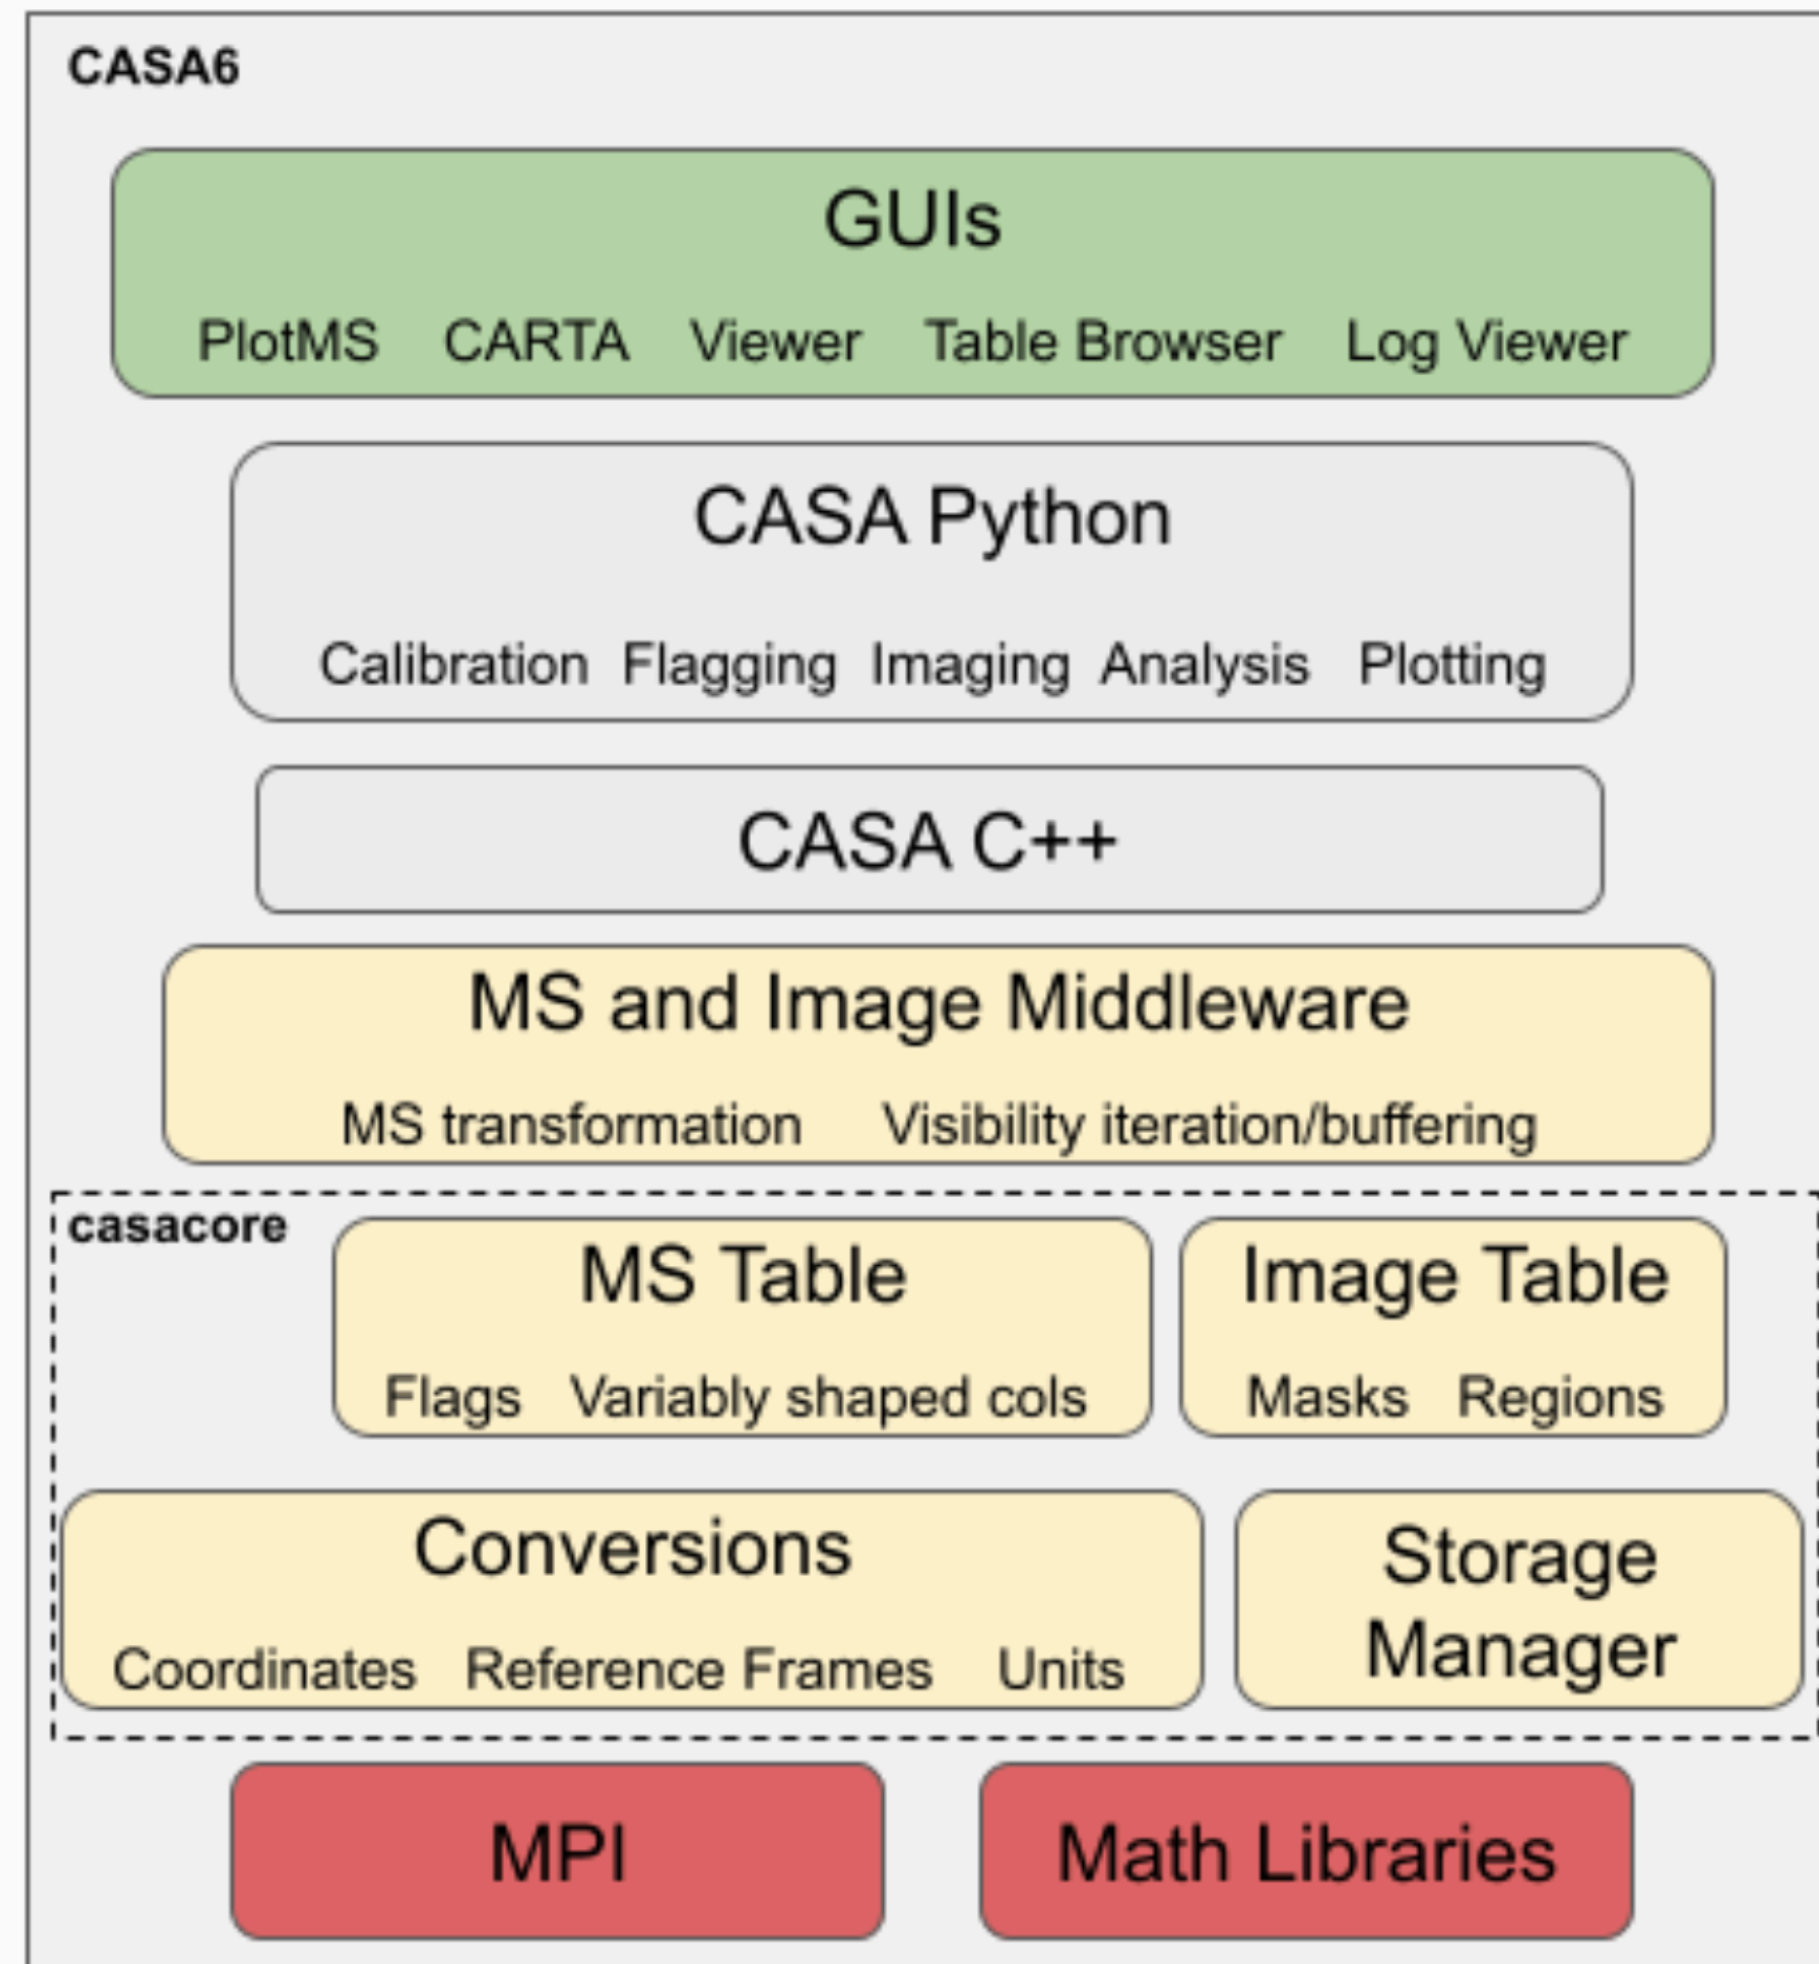 CASA6
GUIs
PlotMS CARTA Viewer Table Browser Log Viewer
CASA Python
Calibration Flagging Imaging Analysis Plotting
CASA C++
MS and Image Middleware
MS transformation Visibility iteration/buffering
casacore
MS Table
Flags Variably shaped cols
Image Table
Masks Regions
Conversions
Coordinates Reference Frames Units
Storage
Manager
MPI
Math Libraries